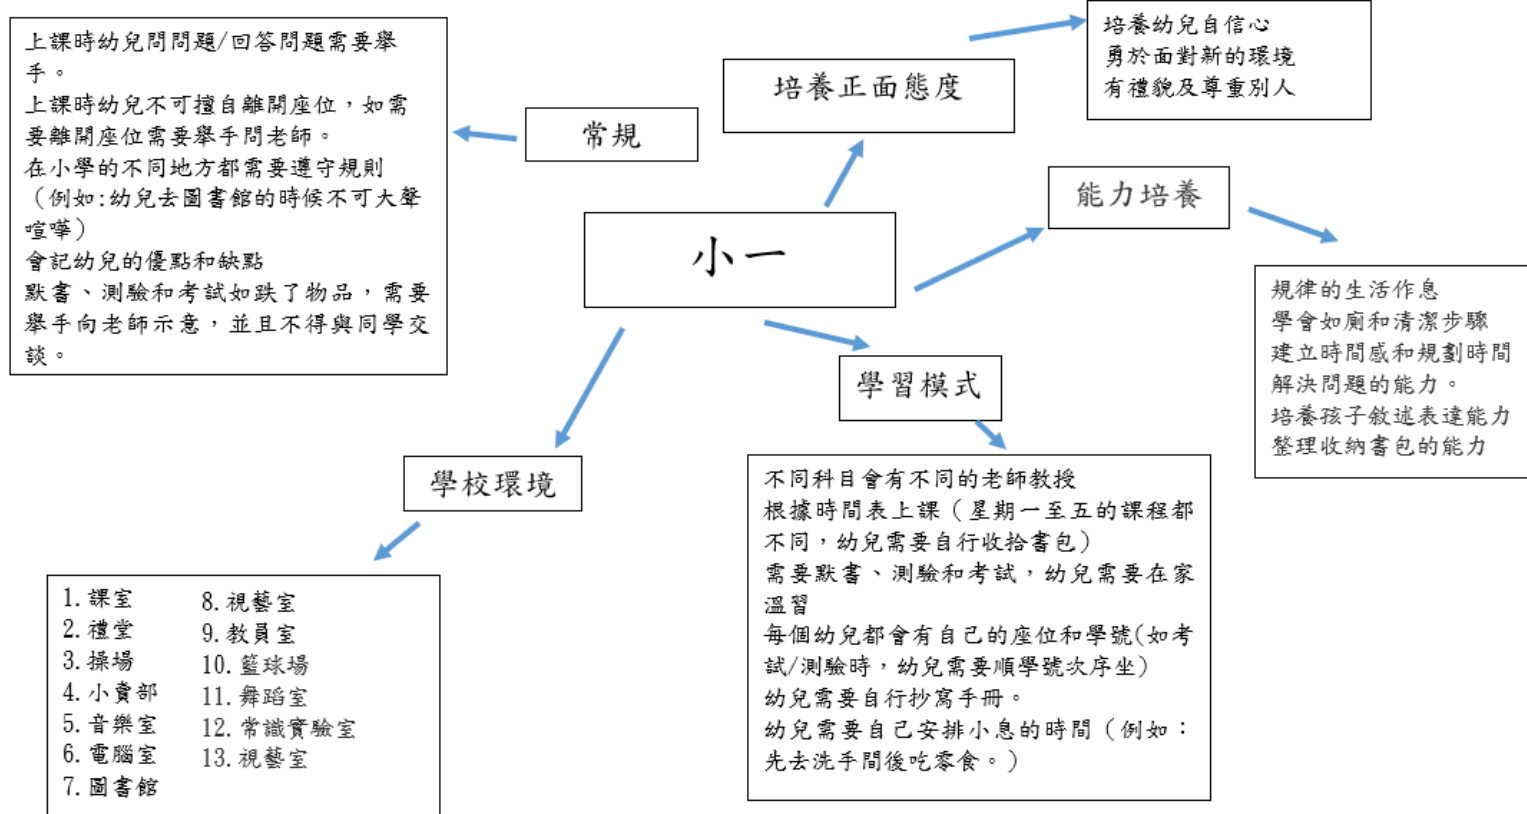 上課時幼兒問問題/回答問題需要舉
手。
上課時幼兒不可擅自離開座位，如需
要離開座位需要舉手問老師。
在小學的不同地方都需要遵守規則
（例如:幼兒去圖書館的時候不可大聲
喧嘩）
會記幼兒的優點和缺點
默書、測驗和考試如跌了物品，需要
舉手向老師示意，並且不得與同學交
談。
常規
培養正面態度
培養幼兒自信心
勇於面對新的環境
有禮貌及尊重別人
小一
能力培養
規律的生活作息
學會如廁和清潔步驟
建立時間感和規劃時間
解決問題的能力。
培養孩子敘述表達能力
整理收納書包的能力
學習模式
不同科目會有不同的老師教授
根據時間表上課（星期一至五的課程都
不同，幼兒需要自行收拾書包）
需要默書、測驗和考試，幼兒需要在家
溫習
每個幼兒都會有自己的座位和學號(如考
試/測驗時，幼兒需要順學號次序坐)
幼兒需要自行抄寫手冊。
幼兒需要自己安排小息的時間（例如：
先去洗手間後吃零食。）
學校環境
1.課室
2.禮堂
3.操場
4.小賣部
5.音樂室
6.電腦室
7.圖書館
8.視藝室
9.教員室
10.籃球場
11.舞蹈室
12.常識實驗室
13.視藝室